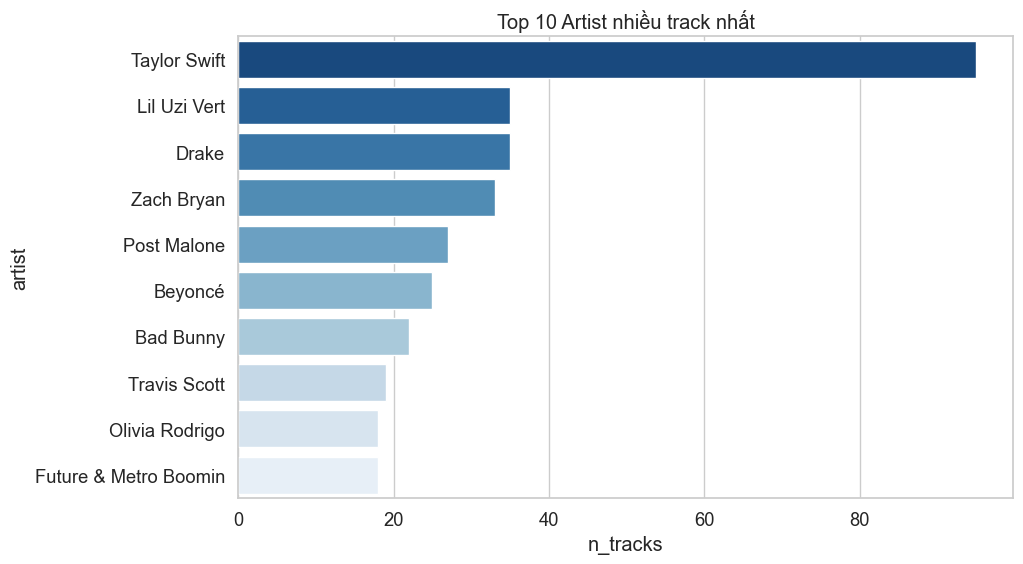 Top 10 Artist nhiều track nhất
artist
Taylor Swift
Lil Uzi Vert
Drake
Zach Bryan
Post Malone
Beyoncé
Bad Bunny
Travis Scott
Olivia Rodrigo
Future & Metro Boomin
0 20 40 60 80
n_tracks